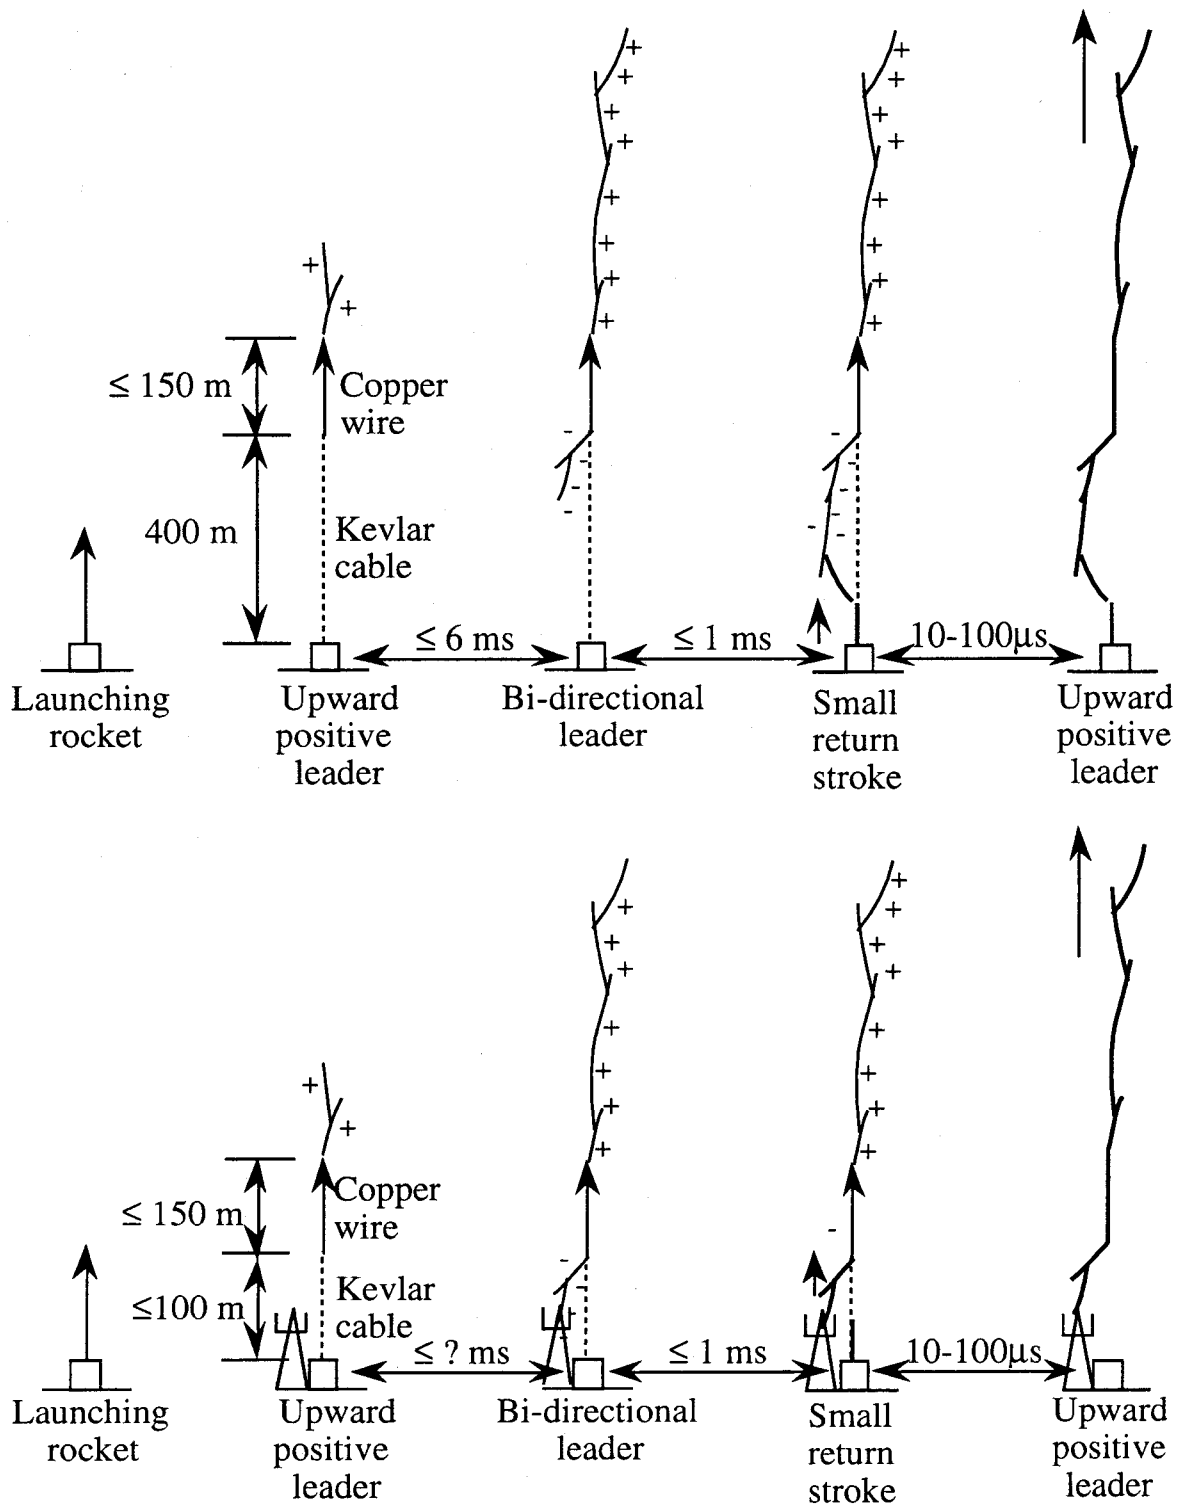 ≤ 150 m
Copper
wire
400 m
Kevlar
cable
≤ 6 ms
≤ 1 ms
10-100µs
Launching
rocket
Upward
positive
leader
Bi-directional
leader
Small
return
stroke
Upward
positive
leader
≤ 150 m
Copper
wire
≤100 m
Kevlar
cable
≤ ? ms
≤ 1 ms
10-100µs
Launching
rocket
Upward
positive
leader
Bi-directional
leader
Small
return
stroke
Upward
positive
leader